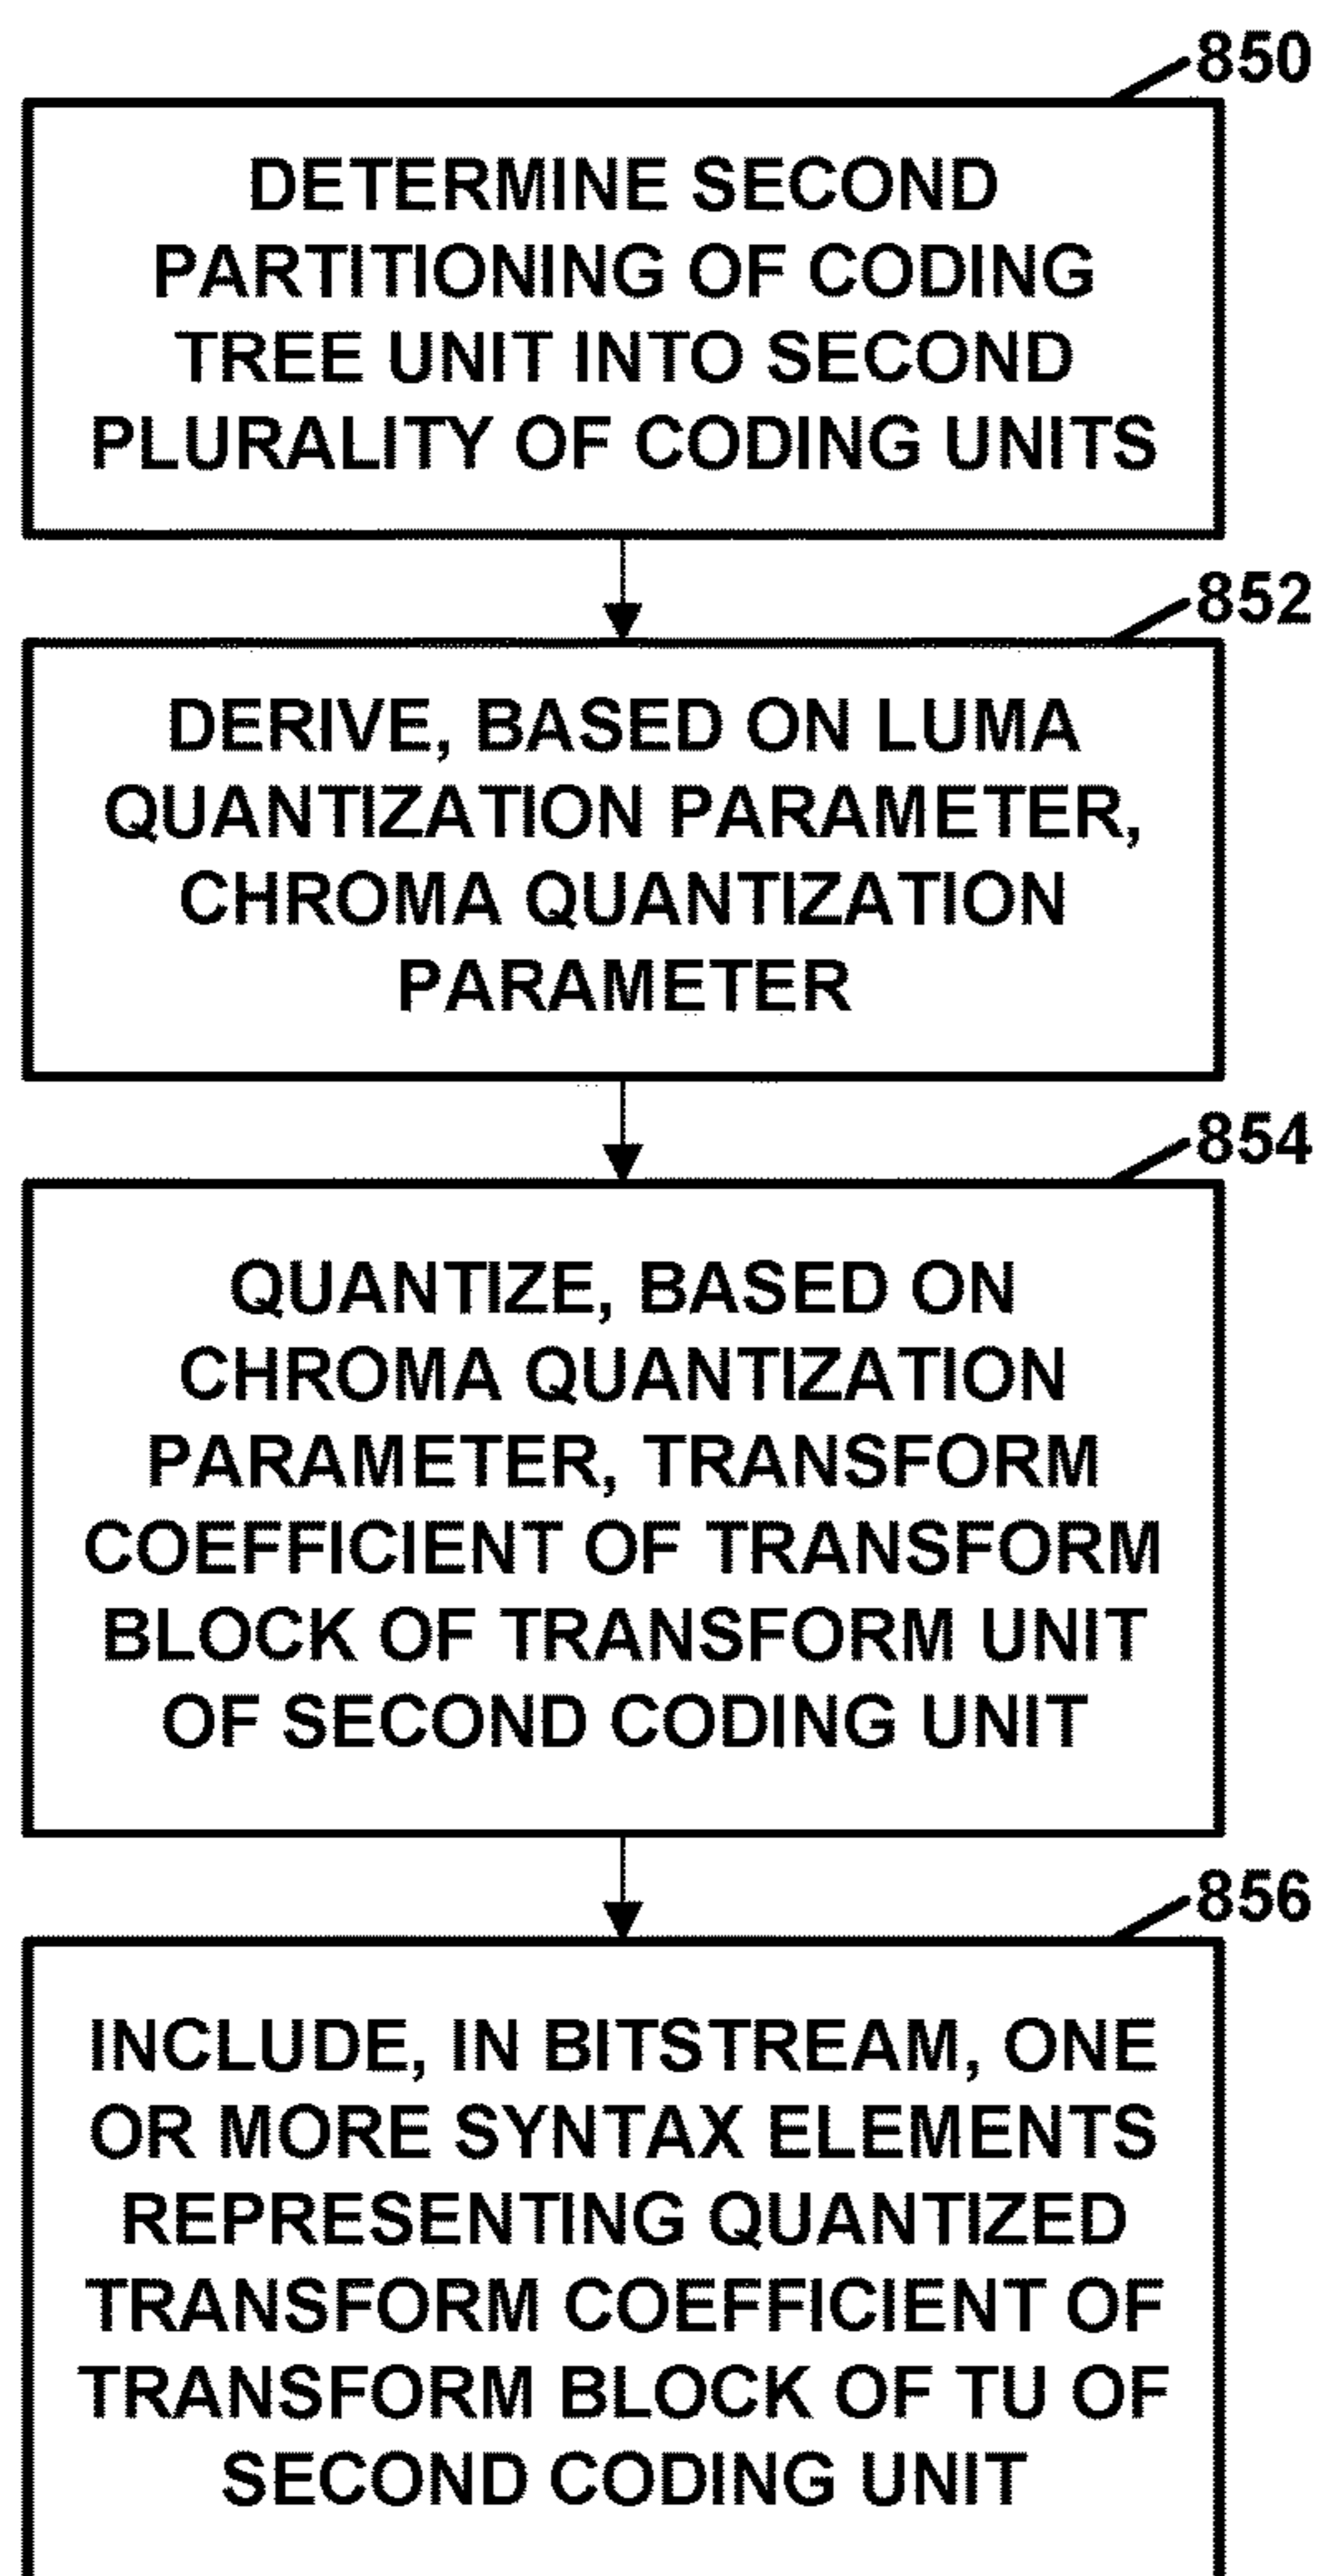 850
DETERMINE SECOND
PARTITIONING OF CODING
TREE UNIT INTO SECOND
PLURALITY OF CODING UNITS
852
DERIVE, BASED ON LUMA
QUANTIZATION PARAMETER,
CHROMA QUANTIZATION
PARAMETER
854
QUANTIZE, BASED ON
CHROMA QUANTIZATION
PARAMETER, TRANSFORM
COEFFICIENT OF TRANSFORM
BLOCK OF TRANSFORM UNIT
OF SECOND CODING UNIT
856
INCLUDE, IN BITSTREAM, ONE
OR MORE SYNTAX ELEMENTS
REPRESENTING QUANTIZED
TRANSFORM COEFFICIENT OF
TRANSFORM BLOCK OF TU OF
SECOND CODING UNIT